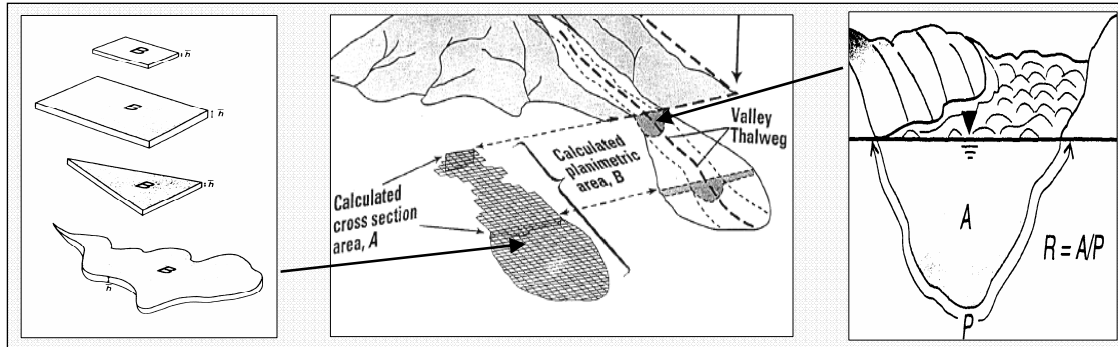 B
h̄
B
h̄
B
h̄
B
h̄
Calculated
cross section
area, A
Calculated
planimetric
area, B
Valley
Thalweg
A
R = A/P
P